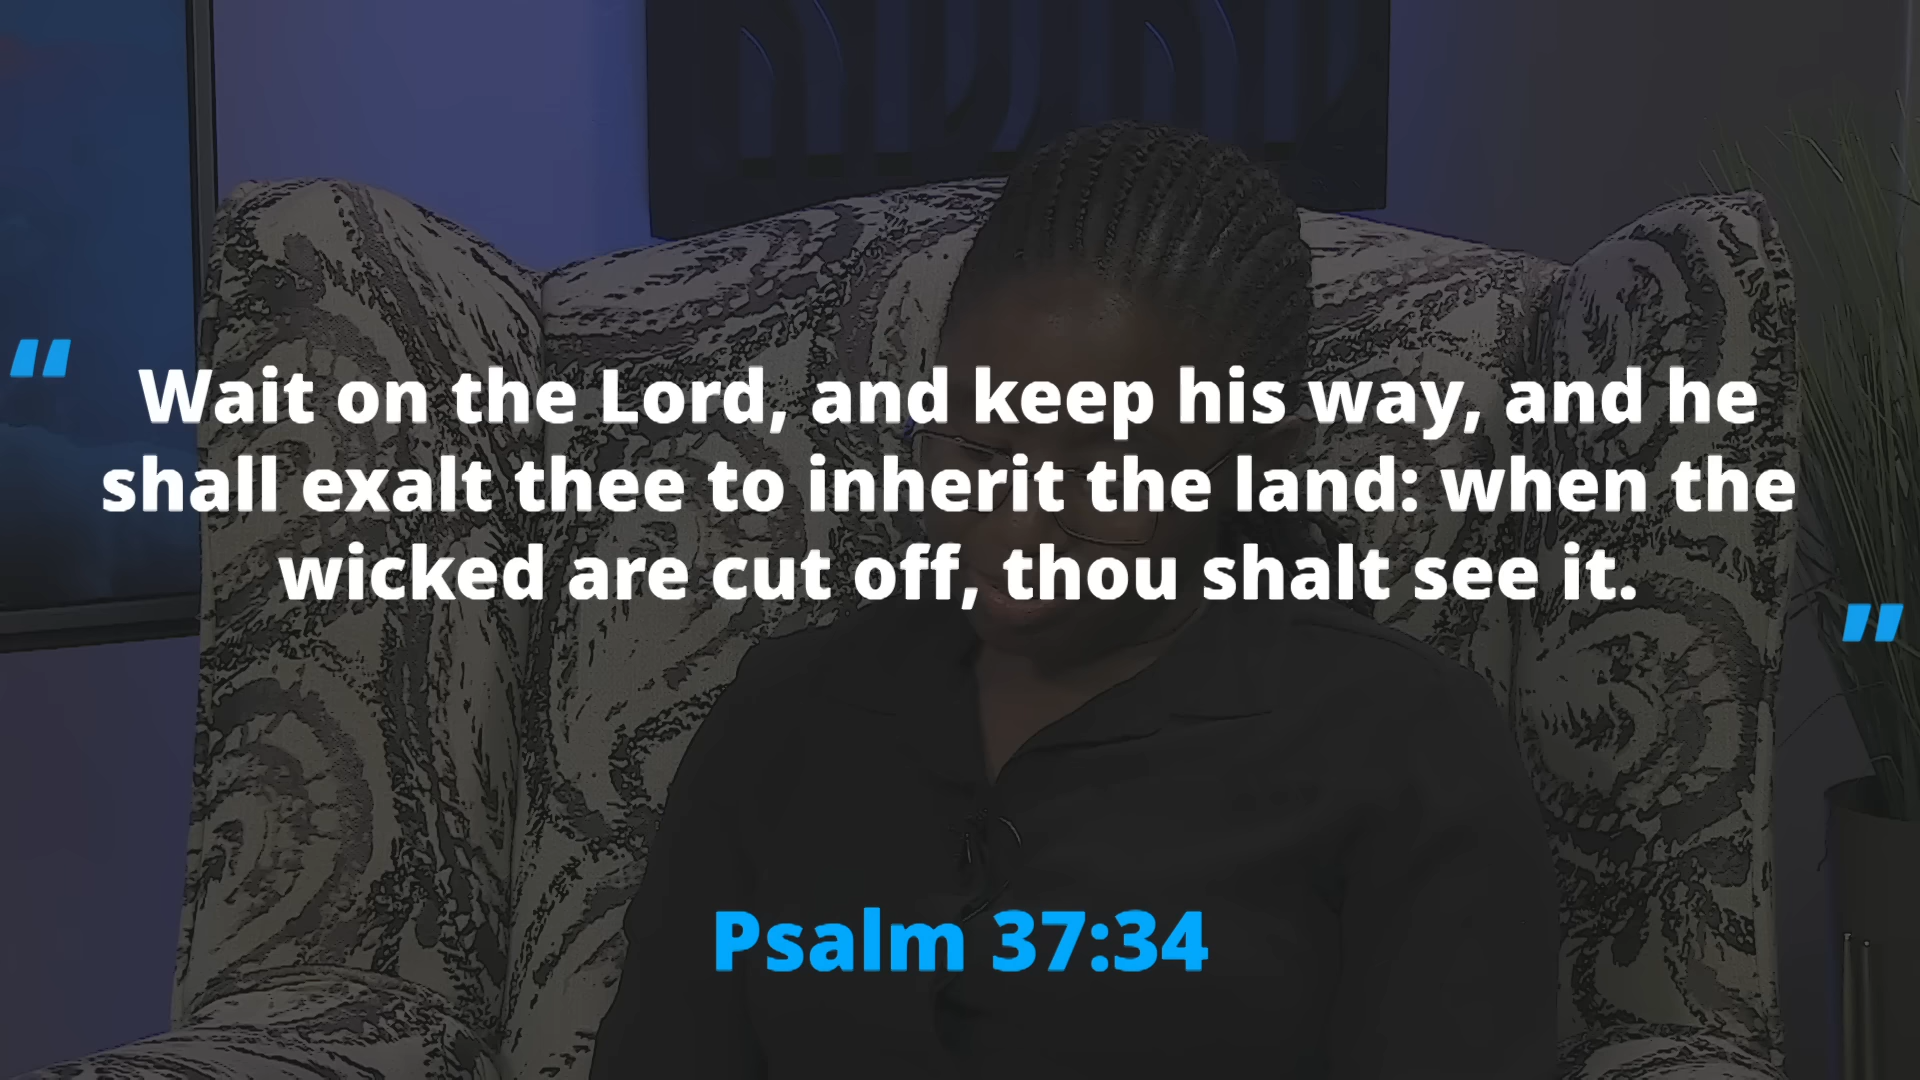 “ Wait on the Lord, and keep his way, and he
shall exalt thee to inherit the land: when the
wicked are cut off, thou shalt see it. ”
Psalm 37:34